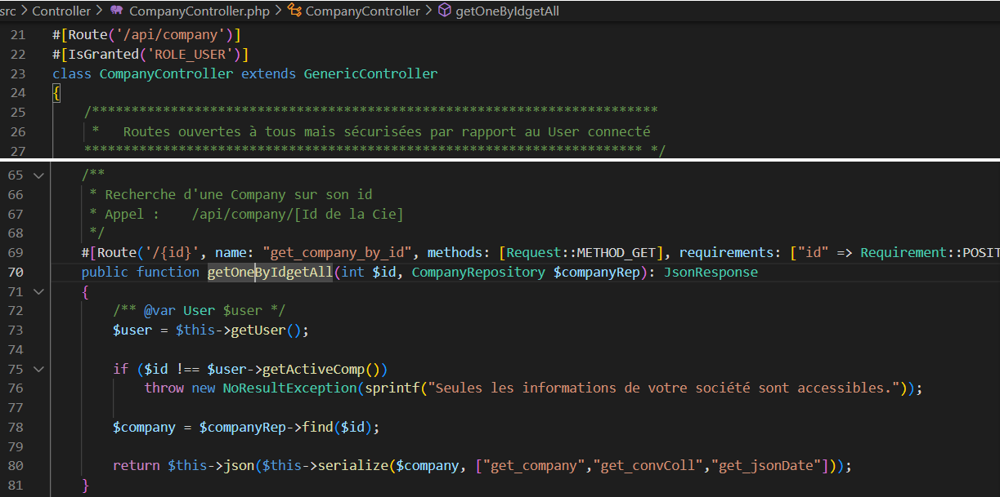 src > Controller > CompanyController.php > CompanyController > getOneByIdgetAll
21 #[Route('/api/company')]
22 #[IsGranted('ROLE_USER')]
23 class CompanyController extends GenericController
24 {
25 /************************************************************************
26 * Routes ouvertes à tous mais sécurisées par rapport au User connecté
27 *********************************************************************** */
65 /**
66 * Recherche d'une Company sur son id
67 * Appel : /api/company/[Id de la Cie]
68 */
69 #[Route('/{id}', name: "get_company_by_id", methods: [Request::METHOD_GET], requirements: ["id" => Requirement::POSIT
70 public function getOneByIdgetAll(int $id, CompanyRepository $companyRep): JsonResponse
71 {
72 /** @var User $user */
73 $user = $this->getUser();
74
75 if ($id !== $user->getActiveComp())
76 throw new NoResultException(sprintf("Seules les informations de votre société sont accessibles."));
77
78 $company = $companyRep->find($id);
79
80 return $this->json($this->serialize($company, ["get_company","get_convColl","get_jsonDate"]));
81 }